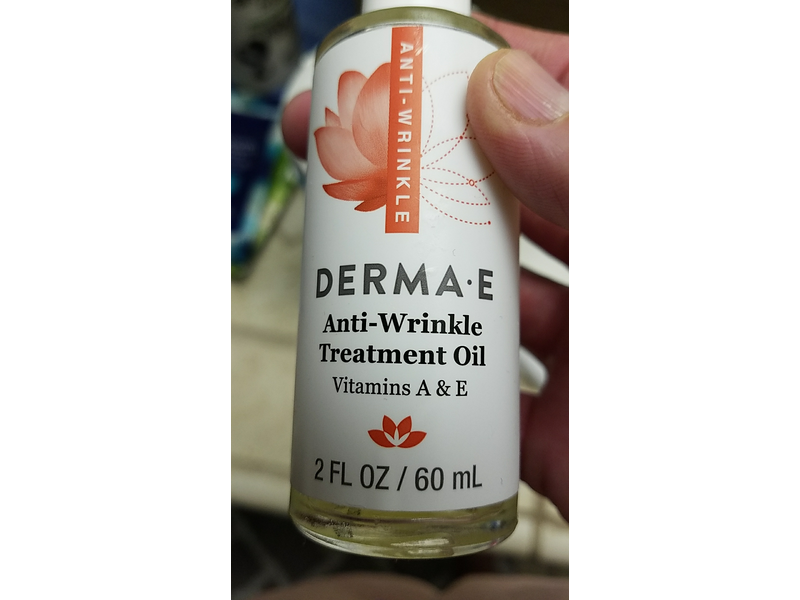 ANTI-WRINKLE
DERMA·E
Anti-Wrinkle
Treatment Oil
Vitamins A & E
2 FL OZ / 60 mL